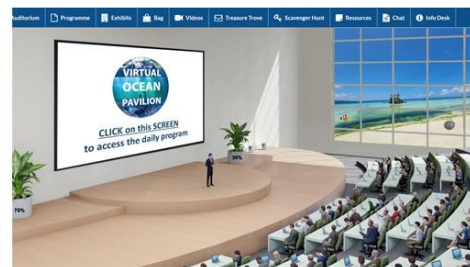 Auditorium
Programme
Exhibits
Bag
Videos
Treasure Trove
Scavenger Hunt
Resources
Chat
Info Desk
VIRTUAL
OCEAN
PAVILION
CLICK on this SCREEN
to access the daily program
70%